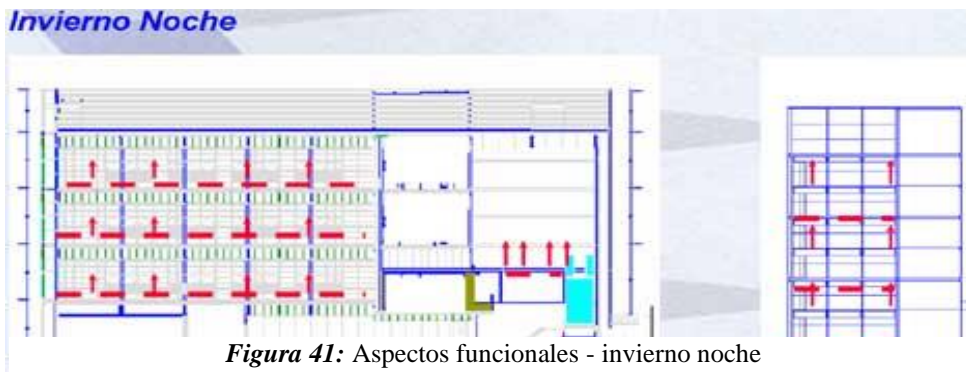 Invierno Noche
Figura 41: Aspectos funcionales - invierno noche